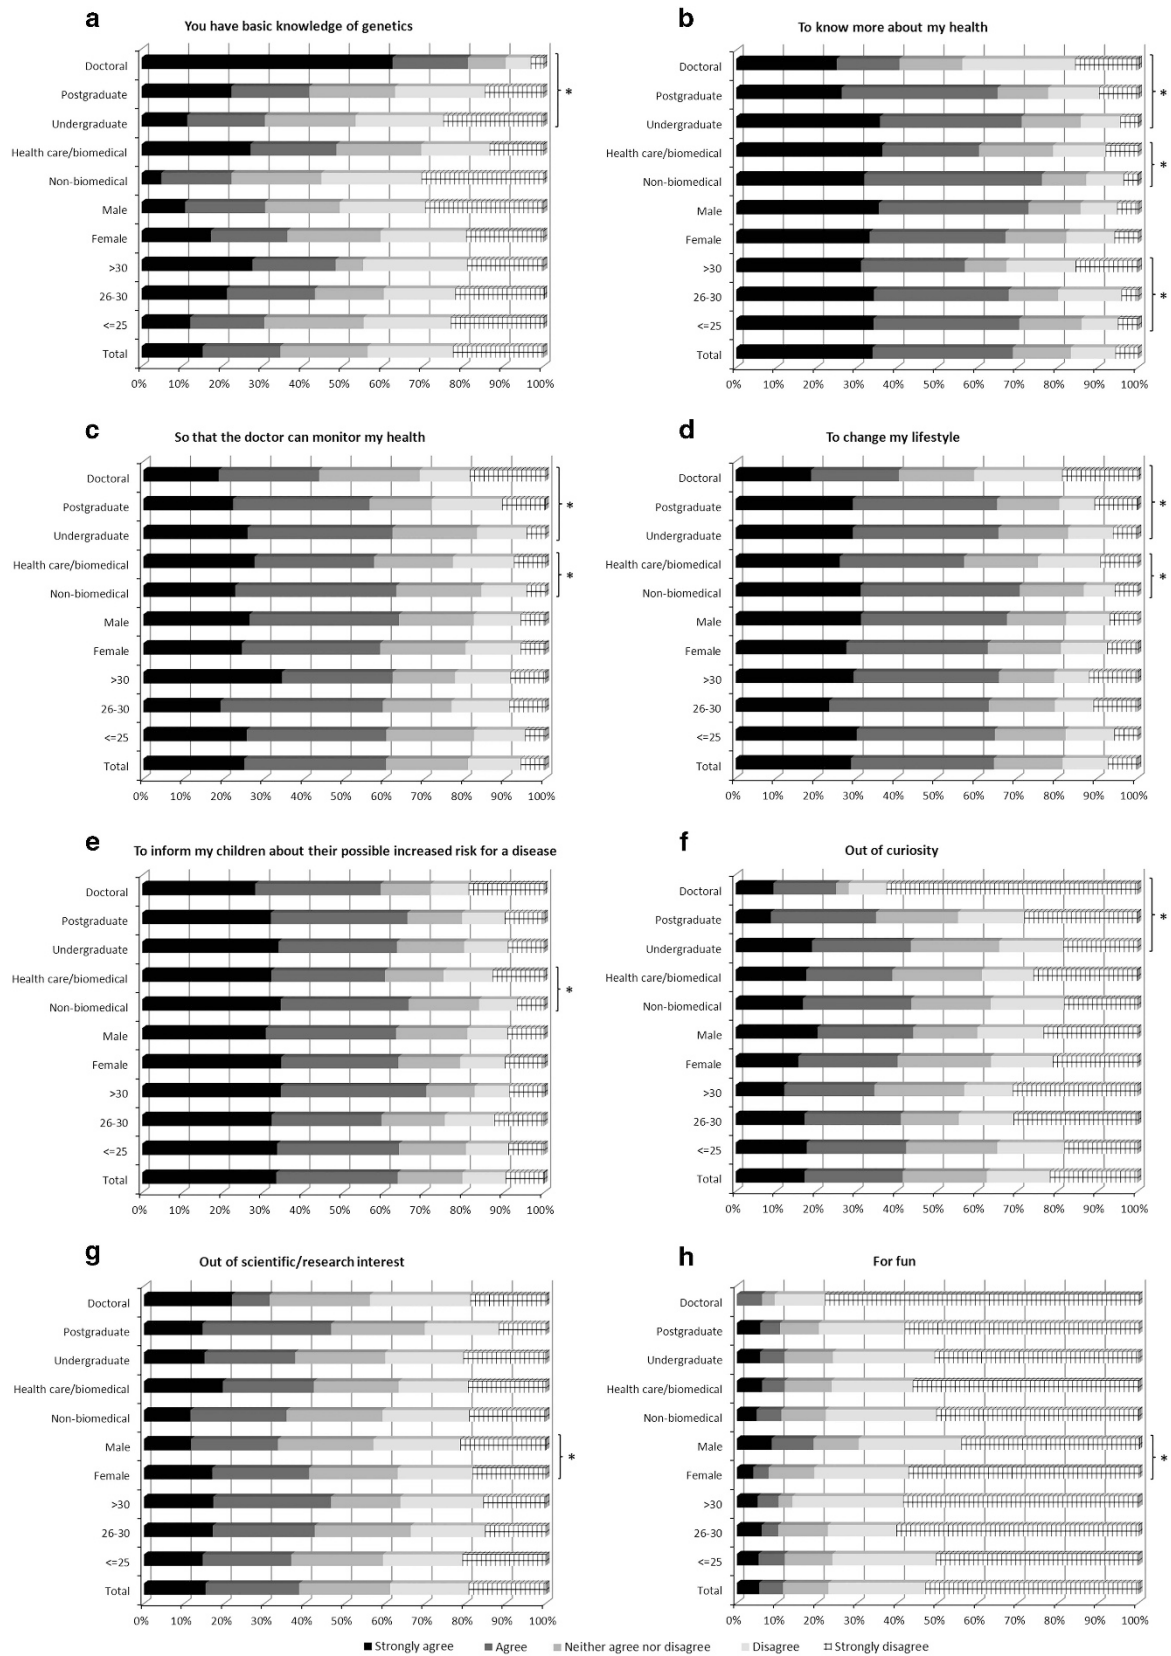 a
You have basic knowledge of genetics
Doctoral
Postgraduate
*
Undergraduate
Health care/biomedical
Non-biomedical
Male
Female
>30
26-30
<=25
Total
0% 10% 20% 30% 40% 50% 60% 70% 80% 90% 100%
b
To know more about my health
Doctoral
Postgraduate
*
Undergraduate
Health care/biomedical
*
Non-biomedical
Male
Female
>30
26-30
*
<=25
Total
0% 10% 20% 30% 40% 50% 60% 70% 80% 90% 100%
c
So that the doctor can monitor my health
Doctoral
Postgraduate
*
Undergraduate
Health care/biomedical
*
Non-biomedical
Male
Female
>30
26-30
<=25
Total
0% 10% 20% 30% 40% 50% 60% 70% 80% 90% 100%
d
To change my lifestyle
Doctoral
Postgraduate
*
Undergraduate
Health care/biomedical
*
Non-biomedical
Male
Female
>30
26-30
<=25
Total
0% 10% 20% 30% 40% 50% 60% 70% 80% 90% 100%
e
To inform my children about their possible increased risk for a disease
Doctoral
Postgraduate
Undergraduate
Health care/biomedical
*
Non-biomedical
Male
Female
>30
26-30
<=25
Total
0% 10% 20% 30% 40% 50% 60% 70% 80% 90% 100%
f
Out of curiosity
Doctoral
Postgraduate
*
Undergraduate
Health care/biomedical
Non-biomedical
Male
Female
>30
26-30
<=25
Total
0% 10% 20% 30% 40% 50% 60% 70% 80% 90% 100%
g
Out of scientific/research interest
Doctoral
Postgraduate
Undergraduate
Health care/biomedical
Non-biomedical
Male
*
Female
>30
26-30
<=25
Total
0% 10% 20% 30% 40% 50% 60% 70% 80% 90% 100%
h
For fun
Doctoral
Postgraduate
Undergraduate
Health care/biomedical
Non-biomedical
Male
*
Female
>30
26-30
<=25
Total
0% 10% 20% 30% 40% 50% 60% 70% 80% 90% 100%
Strongly agree Agree Neither agree nor disagree Disagree Strongly disagree